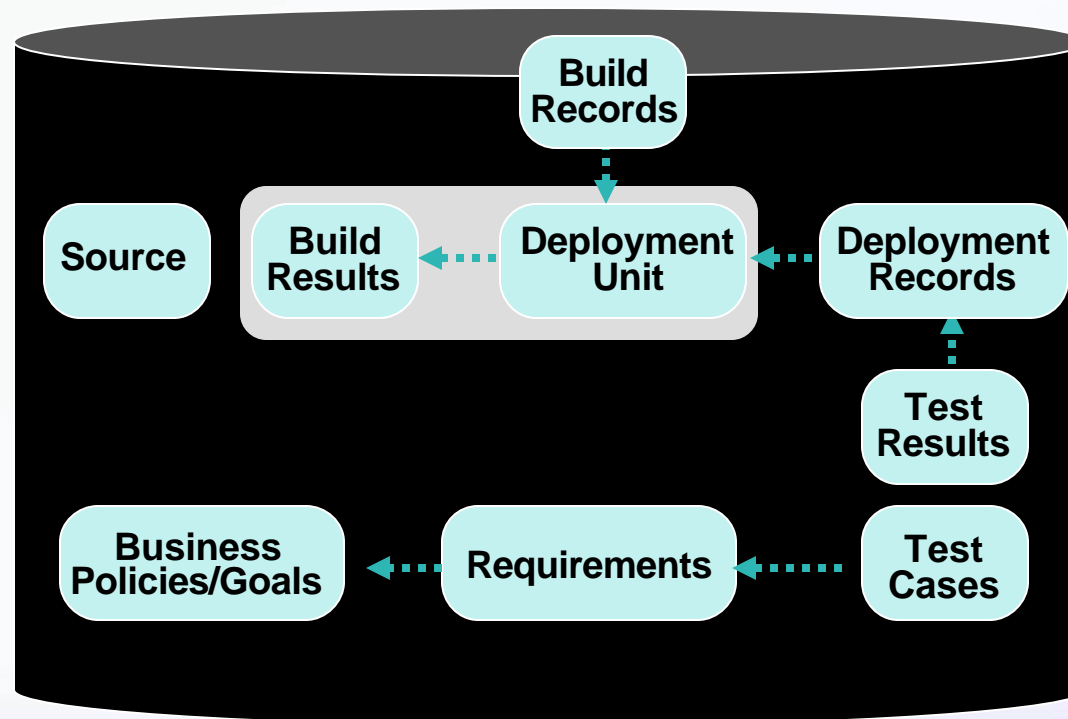 Build
Records
Source
Build
Results
Deployment
Unit
Deployment
Records
Test
Results
Business
Policies/Goals
Requirements
Test
Cases